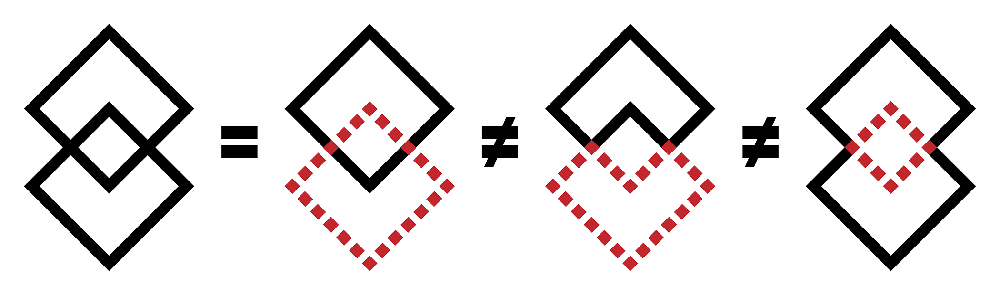 = ≠ ≠